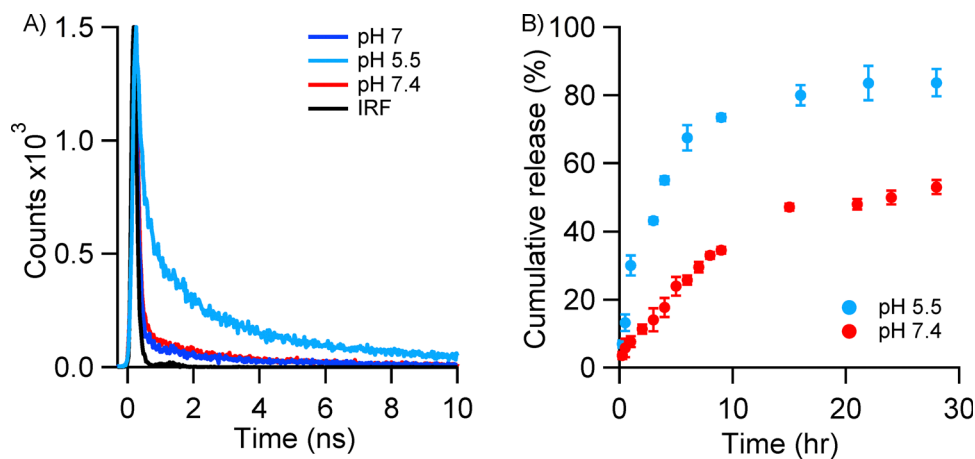 A)
Counts x10³
1.5
1.0
0.5
0.0
pH 7
pH 5.5
pH 7.4
IRF
0
2
4
6
8
10
Time (ns)
B)
Cumulative release (%)
100
80
60
40
20
0
pH 5.5
pH 7.4
0
10
20
30
Time (hr)